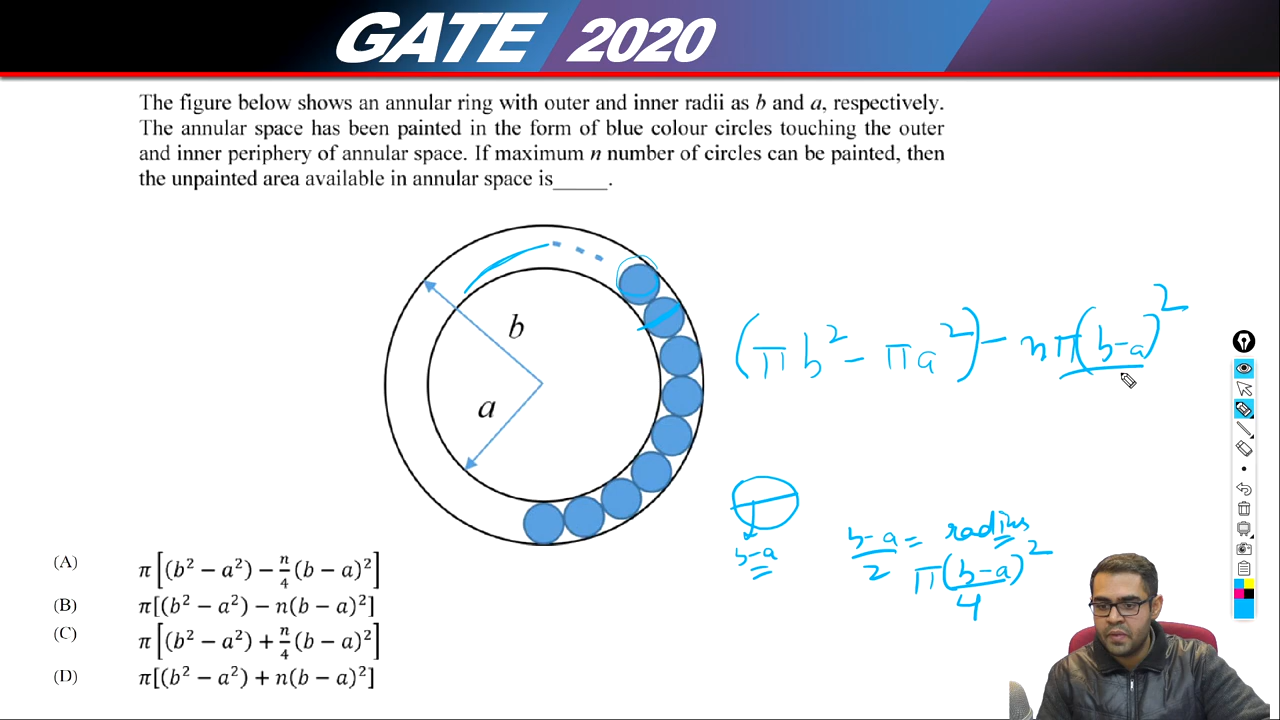 GATE 2020
The figure below shows an annular ring with outer and inner radii as b and a, respectively.
The annular space has been painted in the form of blue colour circles touching the outer
and inner periphery of annular space. If maximum n number of circles can be painted, then
the unpainted area available in annular space is_____.
b
a
(πb² - πa²) - nπ(b-a)²
b-a
b-a/2 = radius
π(b-a)²/4
(A) π[(b² − a²) − n/4(b − a)²]
(B) π[(b² − a²) − n(b − a)²]
(C) π[(b² − a²) + n/4(b − a)²]
(D) π[(b² − a²) + n(b − a)²]